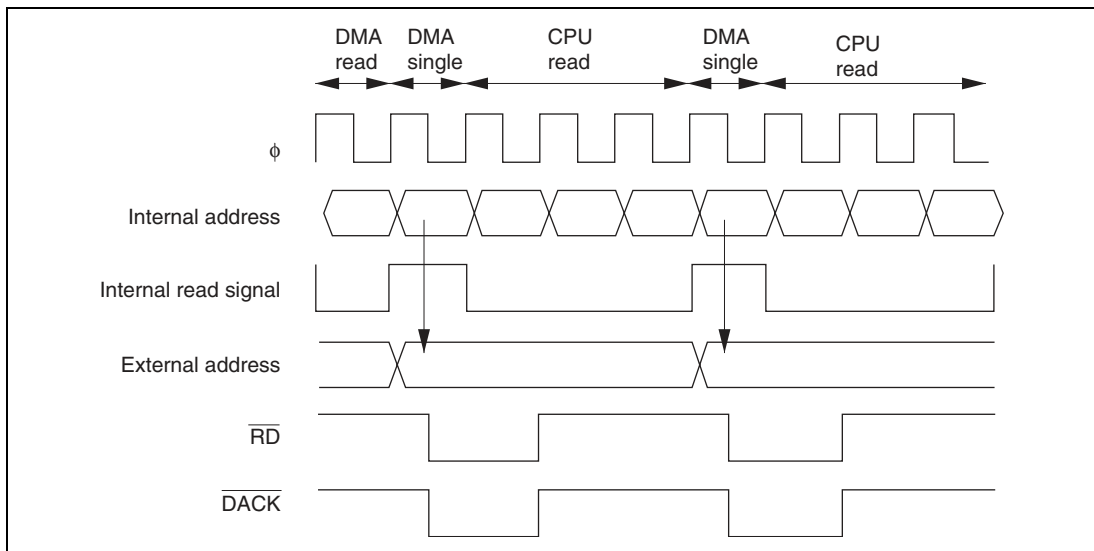 DMA read
DMA single
CPU read
DMA single
CPU read
φ
Internal address
Internal read signal
External address
RD
DACK